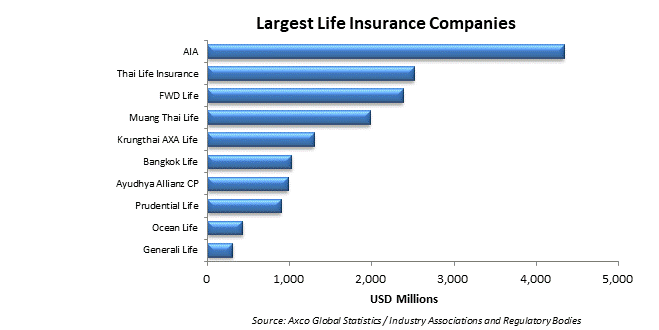 Largest Life Insurance Companies
AIA
Thai Life Insurance
FWD Life
Muang Thai Life
Krungthai AXA Life
Bangkok Life
Ayudhya Allianz CP
Prudential Life
Ocean Life
Generali Life
0 1,000 2,000 3,000 4,000 5,000
USD Millions
Source: Axco Global Statistics / Industry Associations and Regulatory Bodies